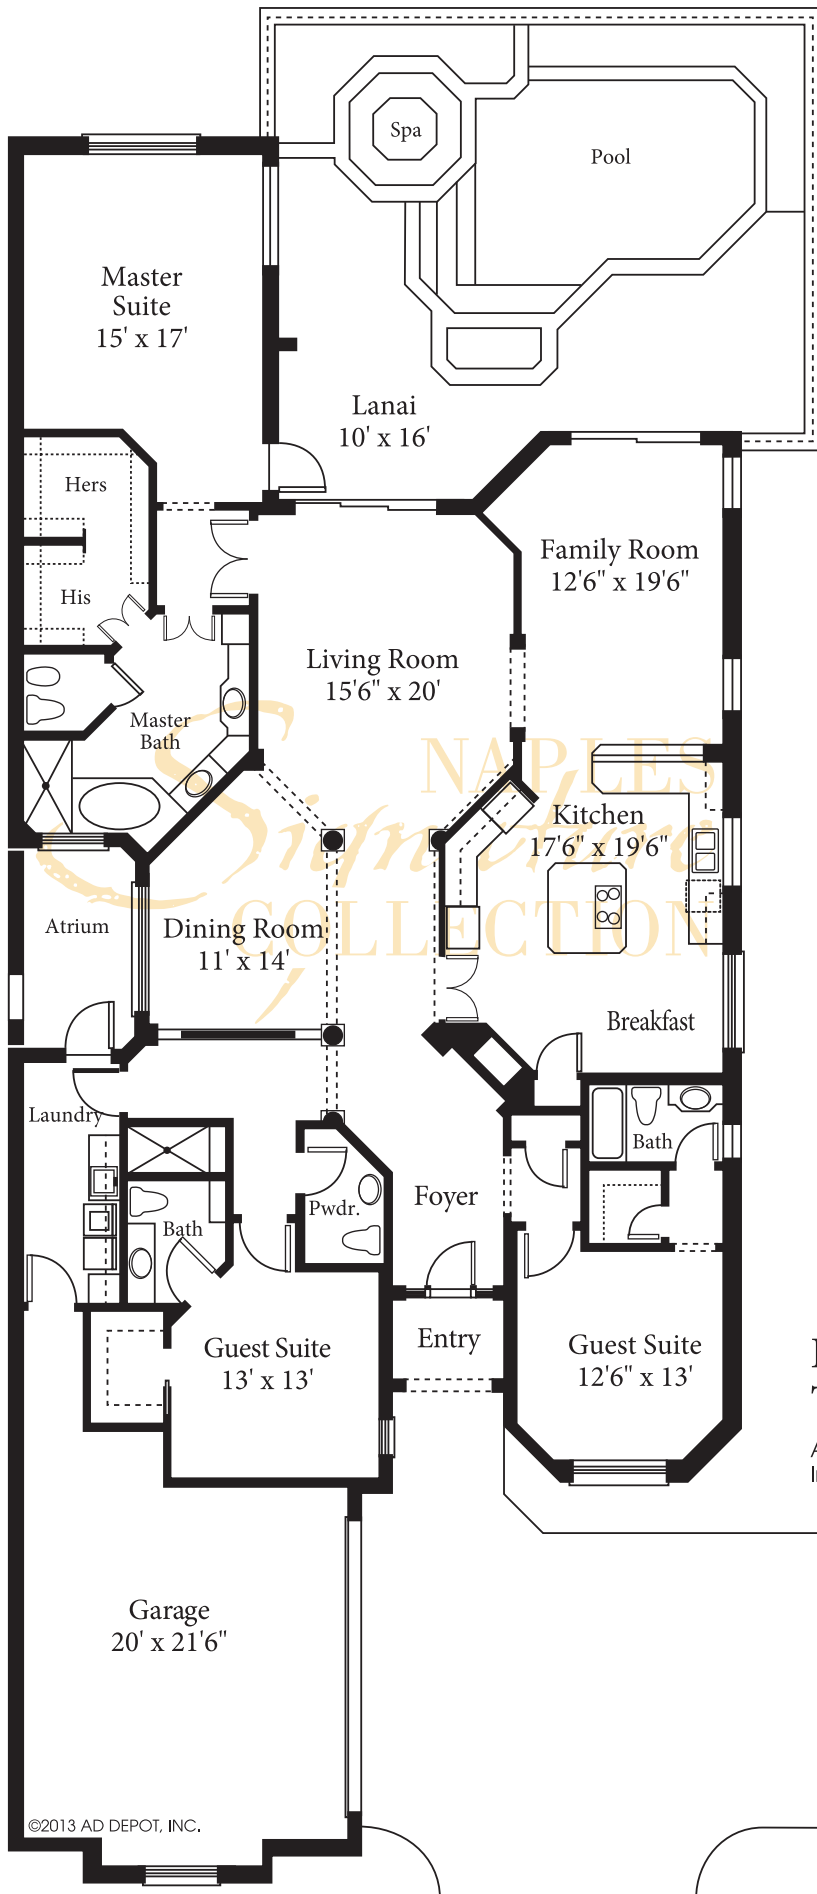 Spa
Pool
Master
Suite
15' x 17'
Lanai
10' x 16'
Hers
His
Family Room
12'6" x 19'6"
Living Room
15'6" x 20'
Master
Bath
NAPLES
Signature
COLLECTION
Kitchen
17'6" x 19'6"
Atrium
Dining Room
11' x 14'
Breakfast
Laundry
Bath
Pwdr.
Foyer
Bath
Entry
Guest Suite
13' x 13'
Guest Suite
12'6" x 13'
Garage
20' x 21'6"
©2013 AD DEPOT, INC.